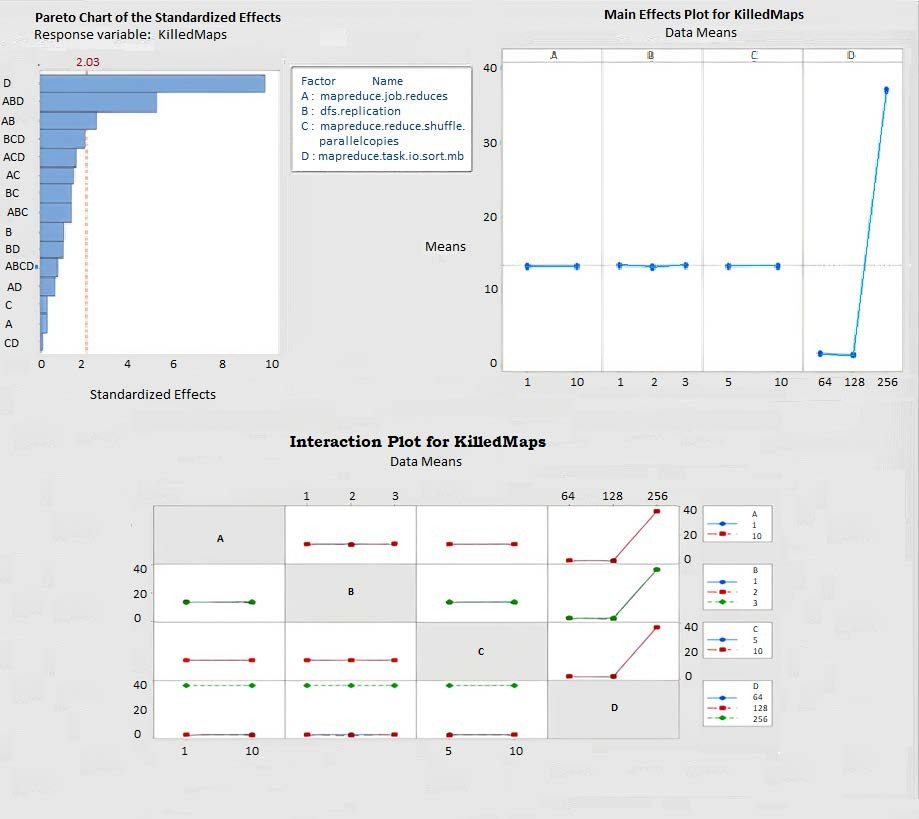 Pareto Chart of the Standardized Effects
Response variable: KilledMaps
2.03
D
ABD
AB
BCD
ACD
AC
BC
ABC
B
BD
ABCD
AD
C
A
CD
0 2 4 6 8 10
Standardized Effects
Factor Name
A : mapreduce.job.reduces
B : dfs.replication
C : mapreduce.reduce.shuffle.
parallelcopies
D : mapreduce.task.io.sort.mb
Main Effects Plot for KilledMaps
Data Means
A B C D
40
30
20
10
0
Means
1 10 1 2 3 5 10 64 128 256
Interaction Plot for KilledMaps
Data Means
1 2 3 64 128 256
A
40
20
0
A
1
10
40
20
0
B
B
1
2
3
C
40
20
0
C
5
10
40
20
0
D
D
64
128
256
1 10 5 10